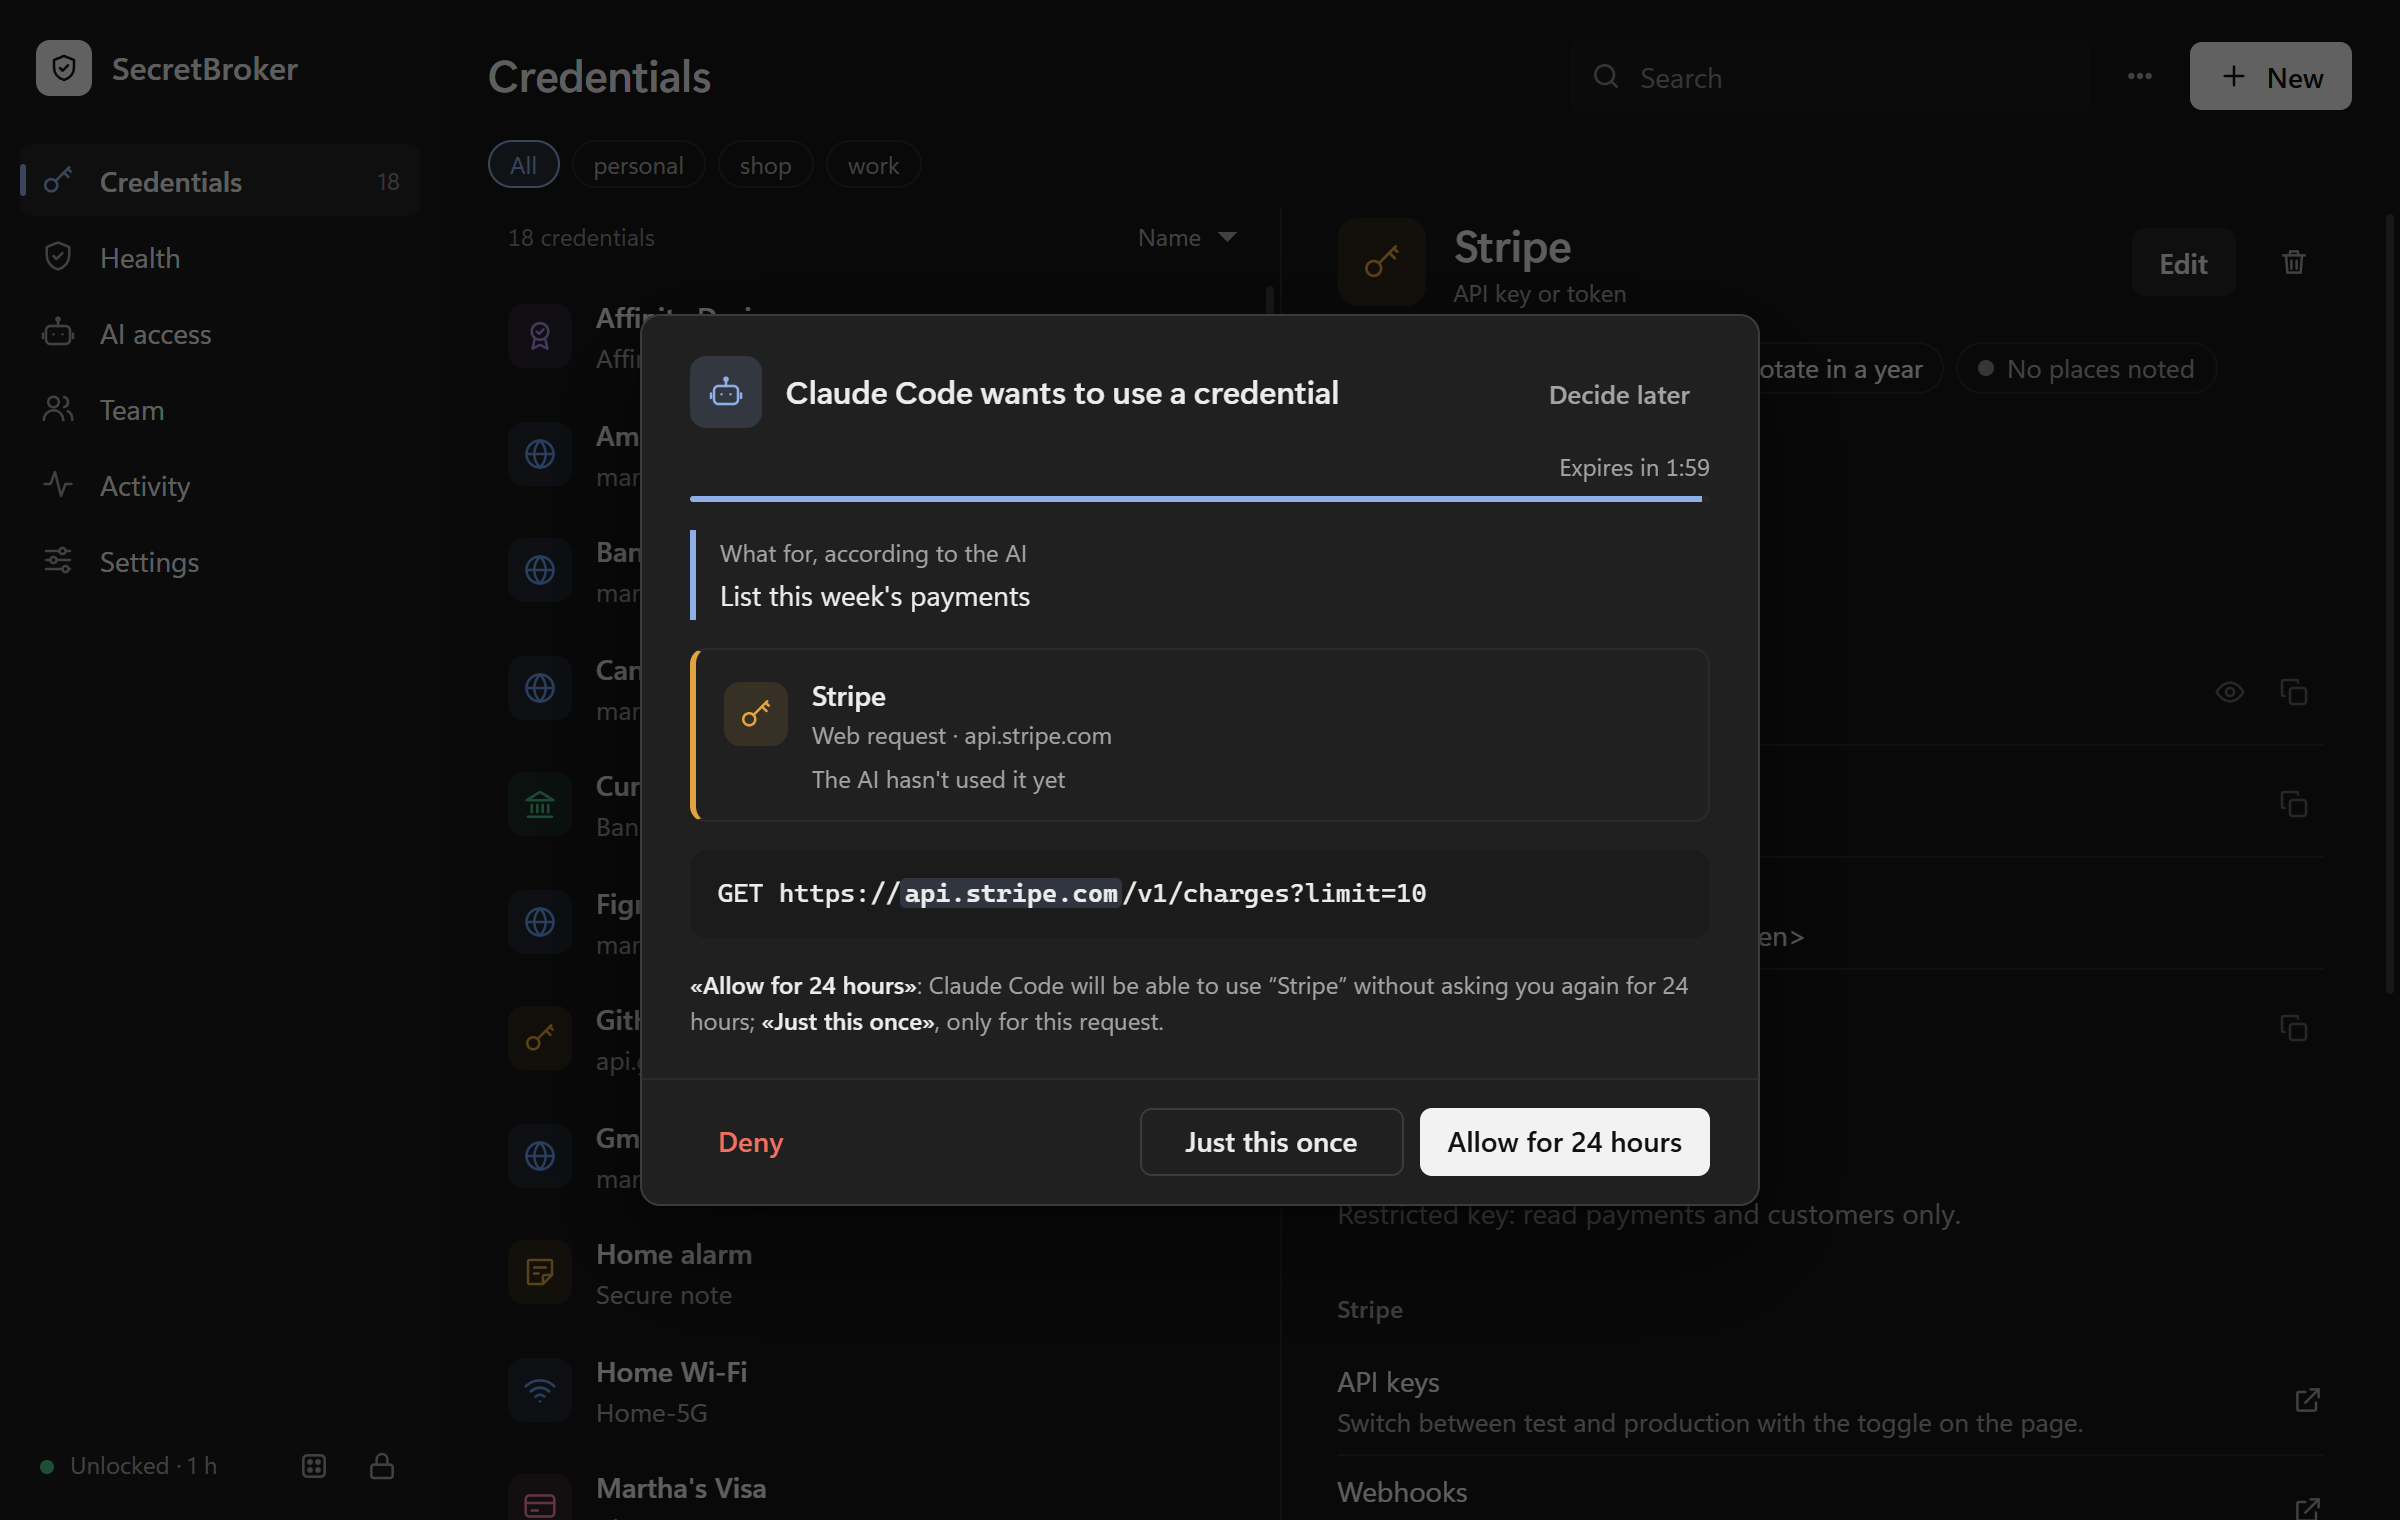 SecretBroker
Credentials 18
Health
AI access
Team
Activity
Settings
Unlocked · 1 h
Credentials
Search
New
All
personal
shop
work
18 credentials
Name
Stripe
API key or token
Edit
otate in a year
No places noted
Claude Code wants to use a credential
Decide later
Expires in 1:59
What for, according to the AI
List this week's payments
Stripe
Web request · api.stripe.com
The AI hasn't used it yet
GET https://api.stripe.com/v1/charges?limit=10
«Allow for 24 hours»: Claude Code will be able to use “Stripe” without asking you again for 24
hours; «Just this once», only for this request.
Deny
Just this once
Allow for 24 hours
en>
Home alarm
Secure note
Home Wi-Fi
Home-5G
Martha's Visa
Restricted key: read payments and customers only.
Stripe
API keys
Switch between test and production with the toggle on the page.
Webhooks